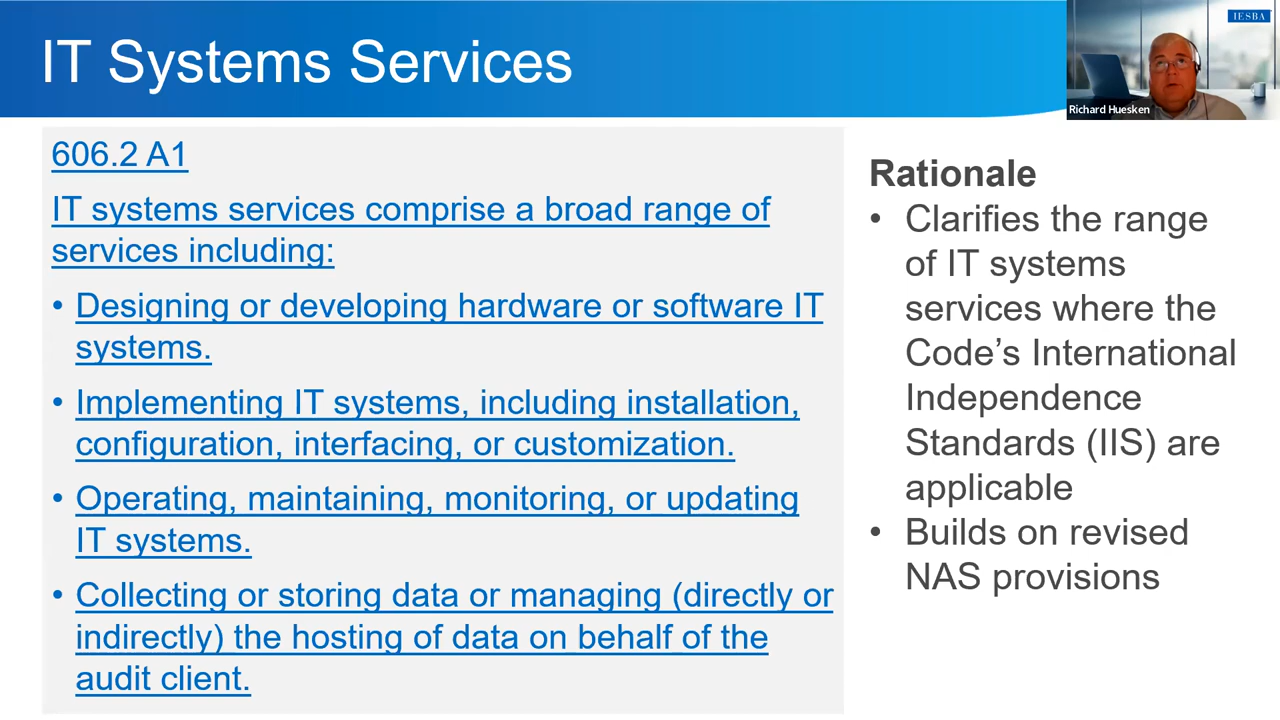 IT Systems Services
IESBA
Richard Huesken
606.2 A1
IT systems services comprise a broad range of
services including:
• Designing or developing hardware or software IT
systems.
• Implementing IT systems, including installation,
configuration, interfacing, or customization.
• Operating, maintaining, monitoring, or updating
IT systems.
• Collecting or storing data or managing (directly or
indirectly) the hosting of data on behalf of the
audit client.
Rationale
• Clarifies the range
of IT systems
services where the
Code’s International
Independence
Standards (IIS) are
applicable
• Builds on revised
NAS provisions